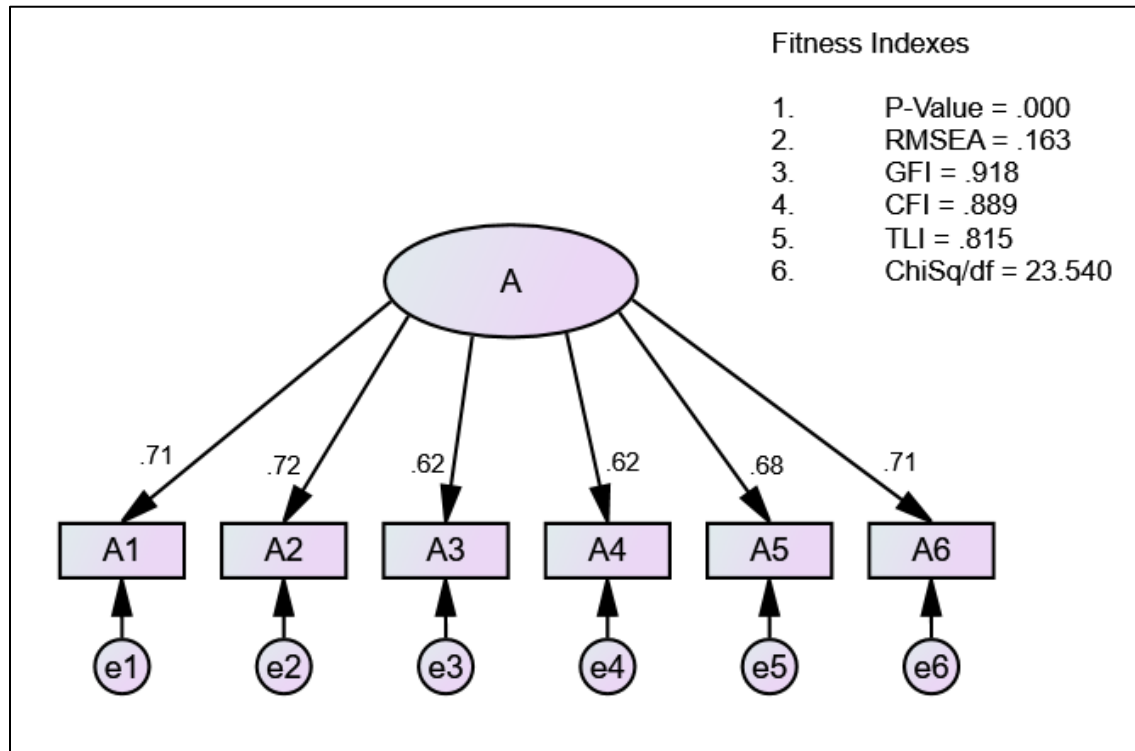 Fitness Indexes
1. P-Value = .000
2. RMSEA = .163
3. GFI = .918
4. CFI = .889
5. TLI = .815
6. ChiSq/df = 23.540
A
.71 .72 .62 .62 .68 .71
A1 A2 A3 A4 A5 A6
e1 e2 e3 e4 e5 e6